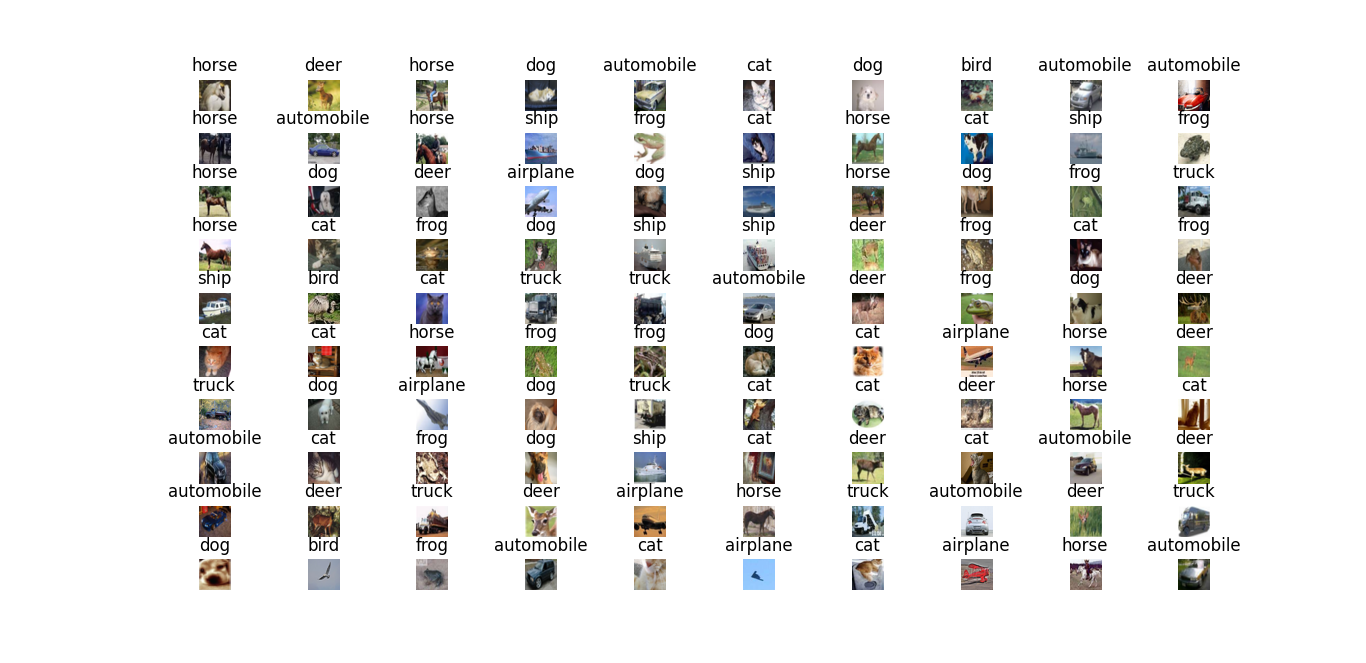 horse deer horse dog automobile cat dog bird automobile automobile
horse automobile horse ship frog cat horse cat ship frog
horse dog deer airplane dog ship horse dog frog truck
horse cat frog dog ship ship deer frog cat frog
ship bird cat truck truck automobile deer frog dog deer
cat cat horse frog frog dog cat airplane horse deer
truck dog airplane dog truck cat cat deer horse cat
automobile cat frog dog ship cat deer cat automobile deer
automobile deer truck deer airplane horse truck automobile deer truck
dog bird frog automobile cat airplane cat airplane horse automobile